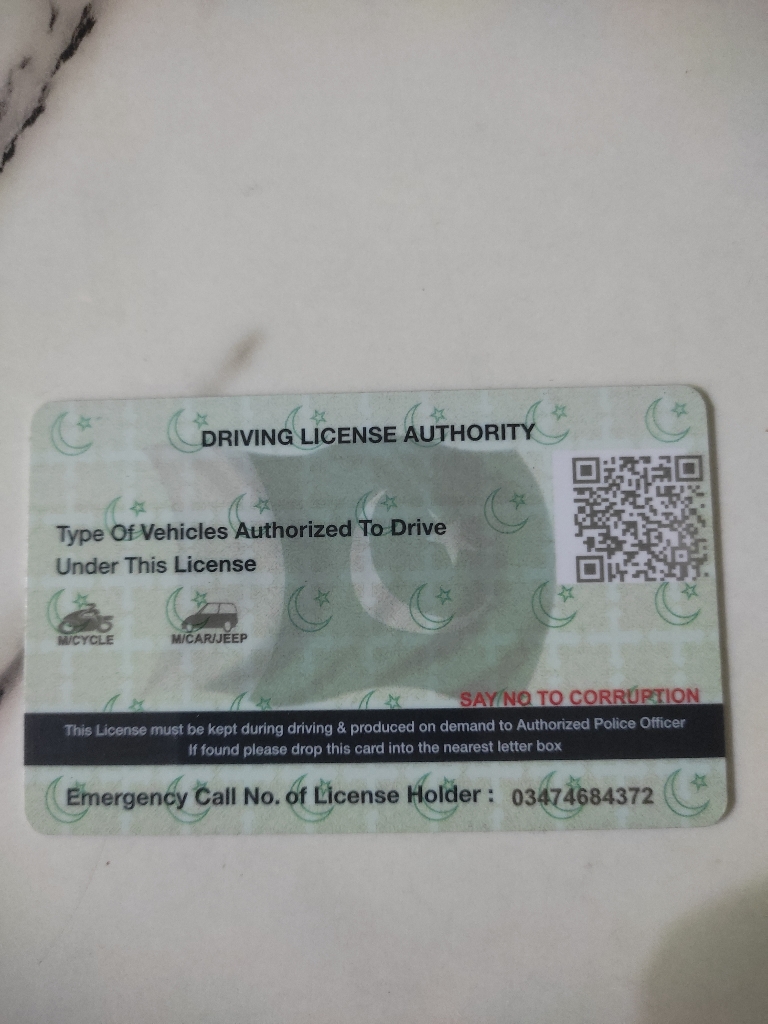 DRIVING LICENSE AUTHORITY
Type Of Vehicles Authorized To Drive
Under This License
M/CYCLE
M/CAR/JEEP
SAY NO TO CORRUPTION
This License must be kept during driving & produced on demand to Authorized Police Officer
If found please drop this card into the nearest letter box
Emergency Call No. of License Holder : 03474684372